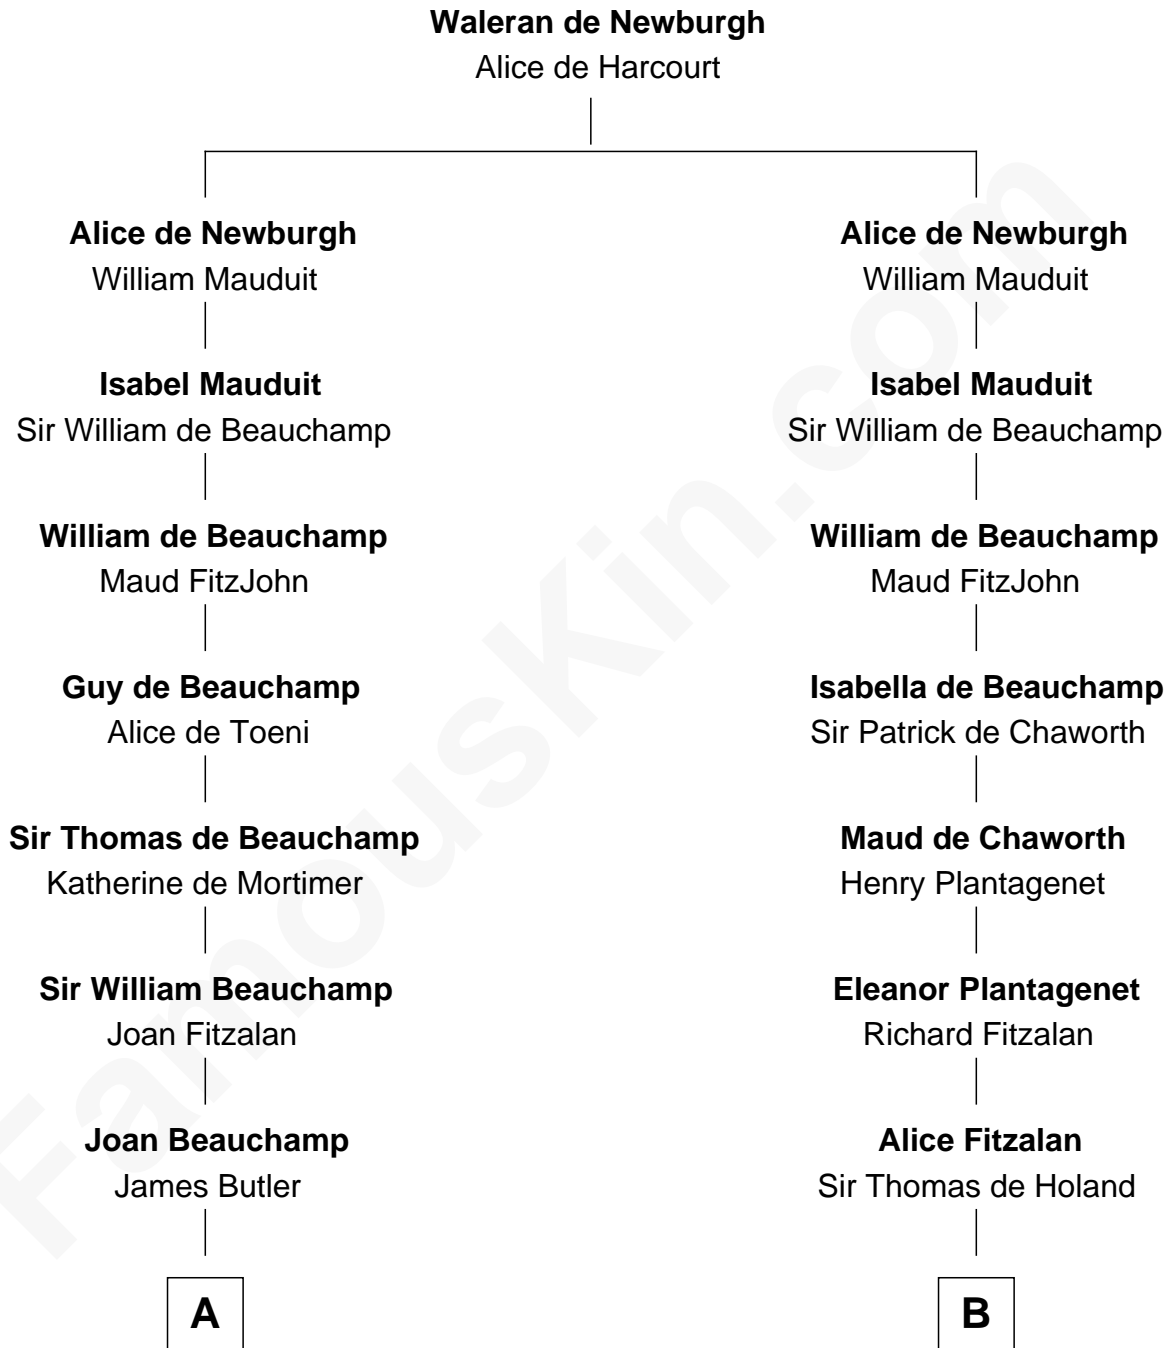 Waleran de Newburgh
Alice de Harcourt
Alice de Newburgh
William Mauduit
Alice de Newburgh
William Mauduit
Isabel Mauduit
Sir William de Beauchamp
Isabel Mauduit
Sir William de Beauchamp
William de Beauchamp
Maud FitzJohn
William de Beauchamp
Maud FitzJohn
Guy de Beauchamp
Alice de Toeni
Isabella de Beauchamp
Sir Patrick de Chaworth
Sir Thomas de Beauchamp
Katherine de Mortimer
Maud de Chaworth
Henry Plantagenet
Sir William Beauchamp
Joan Fitzalan
Eleanor Plantagenet
Richard Fitzalan
Joan Beauchamp
James Butler
Alice Fitzalan
Sir Thomas de Holand
A
B
FamousKin.com